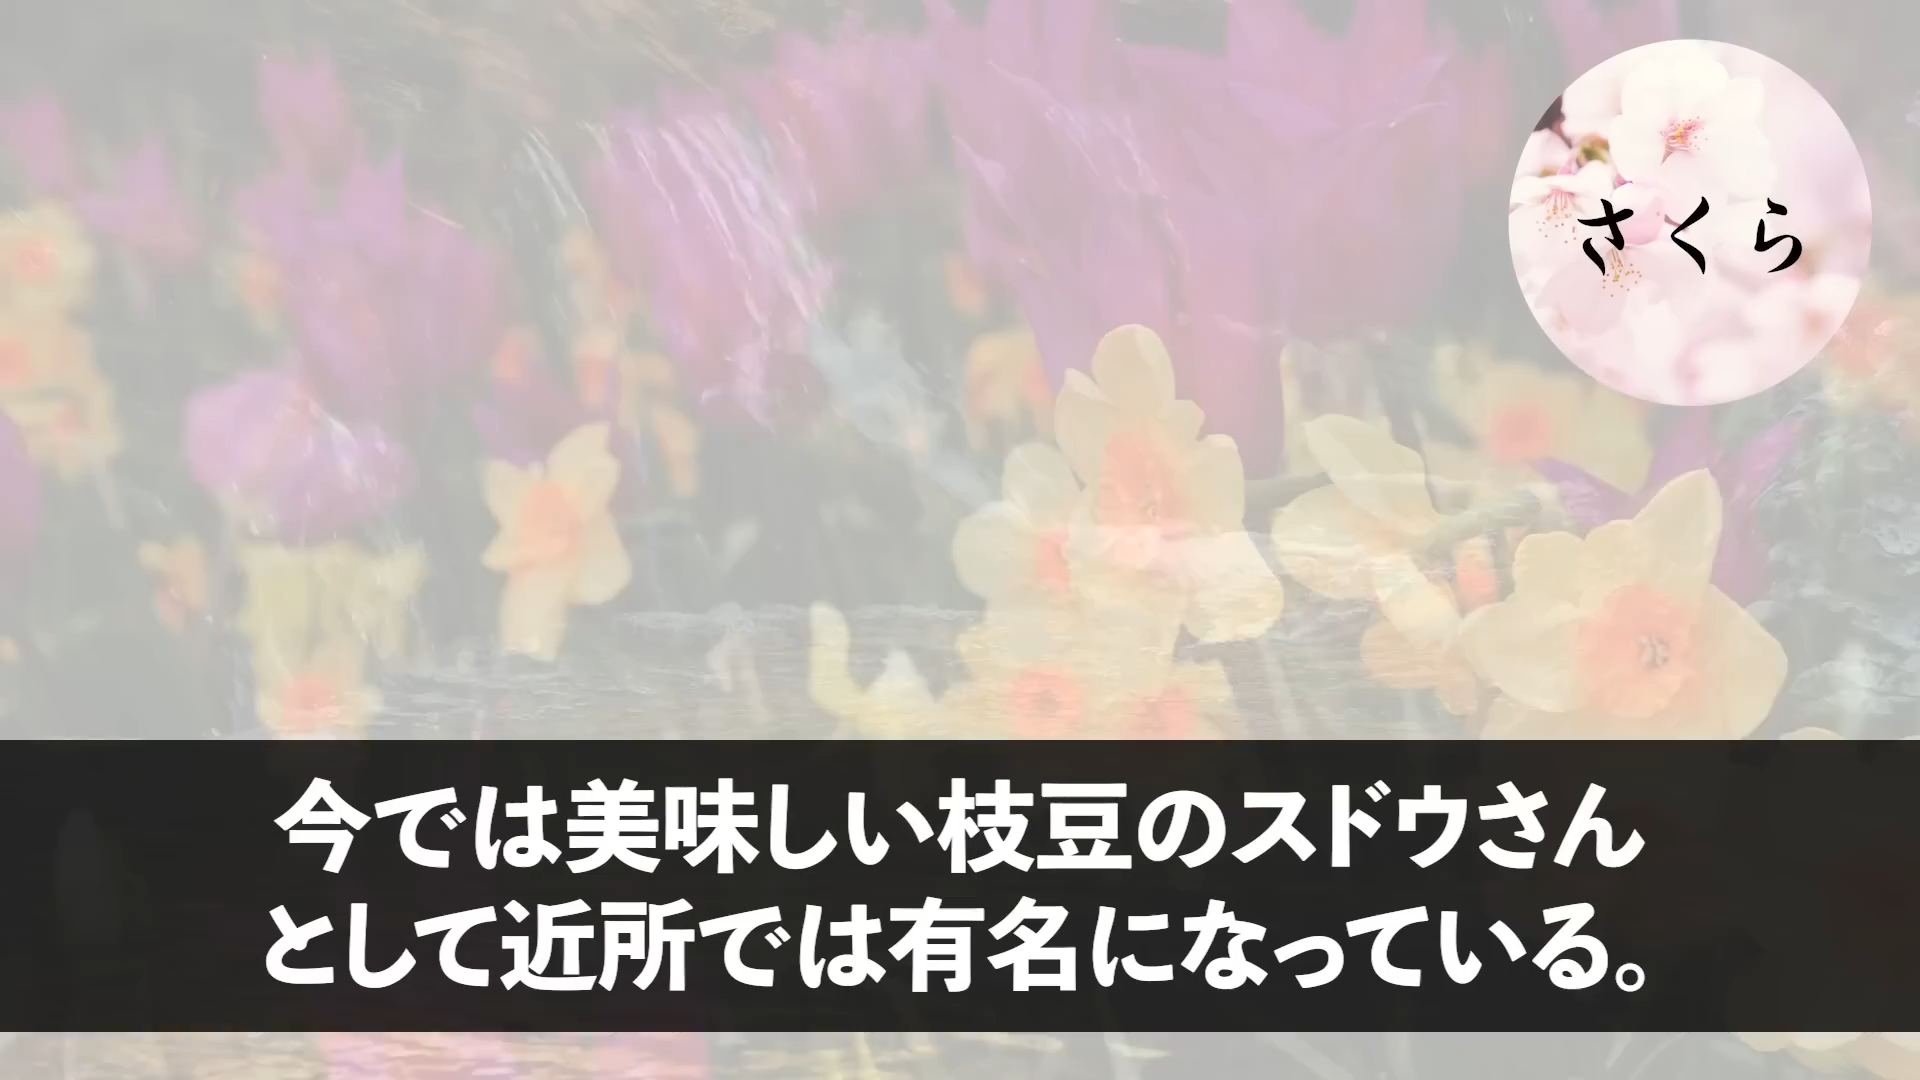 さくら
今では美味しい枝豆のスドウさん
として近所では有名になっている。